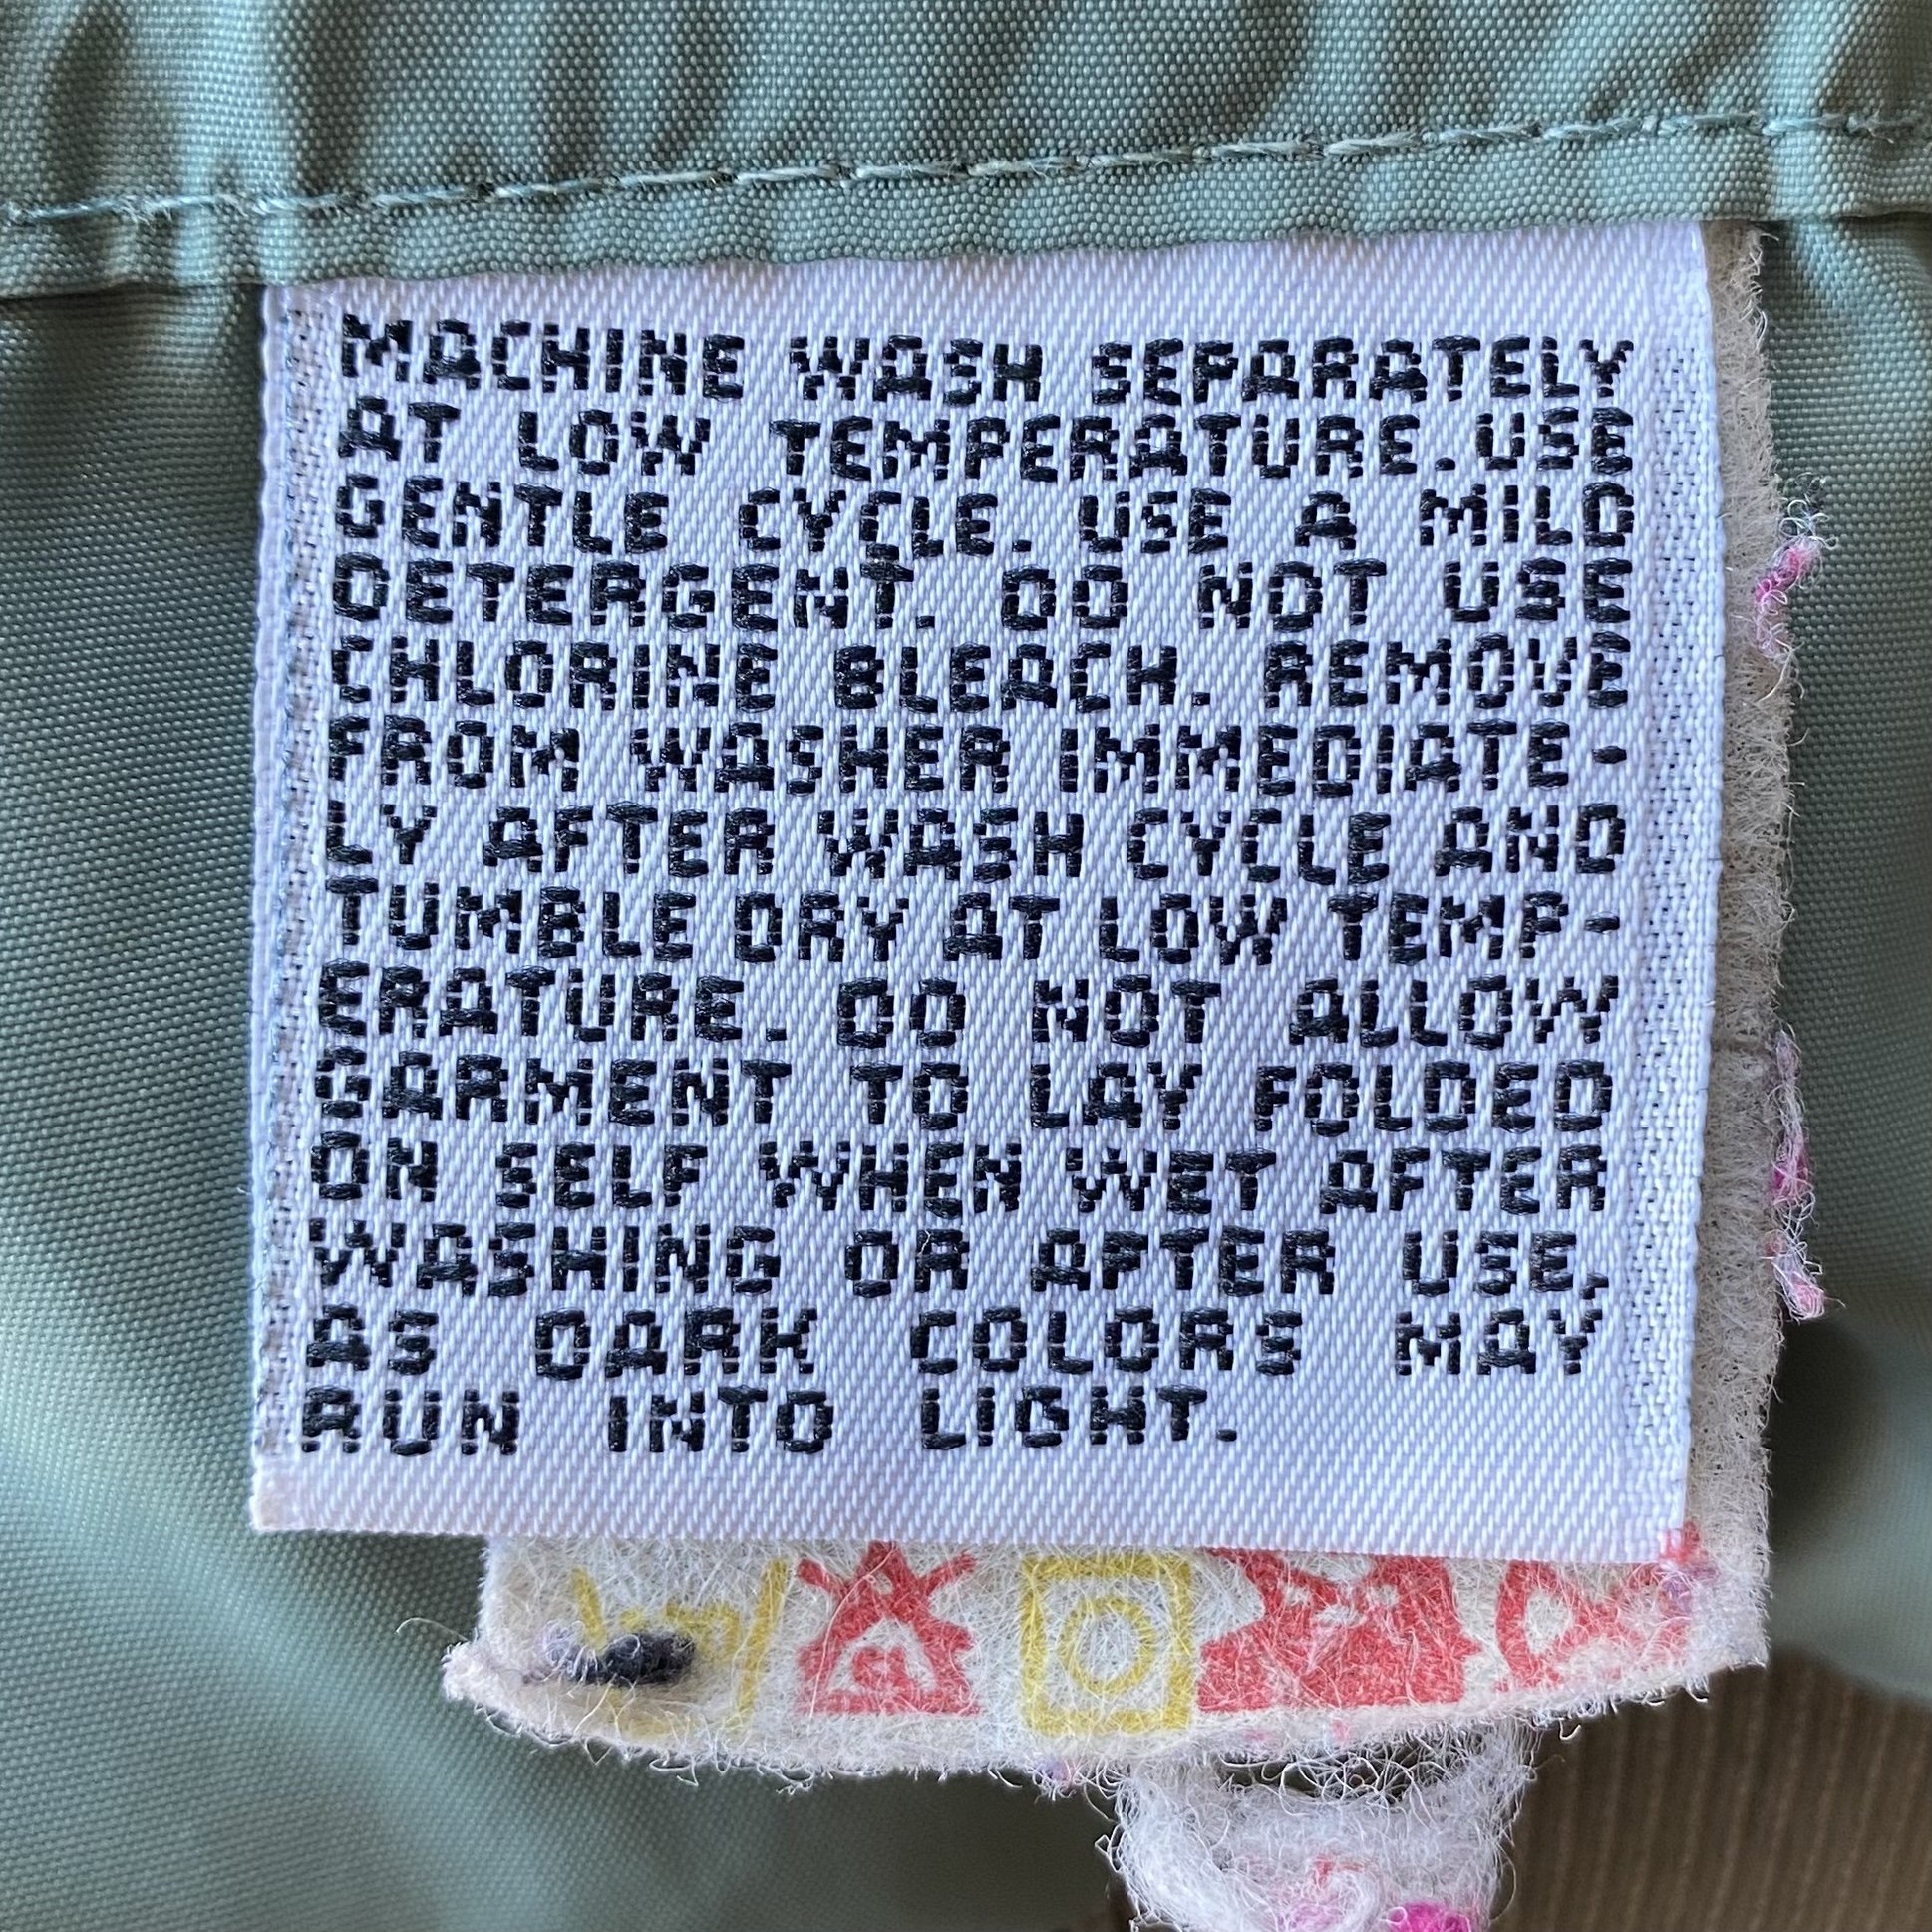 MACHINE WASH SEPARATELY
AT LOW TEMPERATURE. USE
GENTLE CYCLE. USE A MILD
DETERGENT. DO NOT USE
CHLORINE BLEACH. REMOVE
FROM WASHER IMMEDIATE-
LY AFTER WASH CYCLE AND
TUMBLE DRY AT LOW TEMP-
ERATURE. DO NOT ALLOW
GARMENT TO LAY FOLDED
ON SELF WHEN WET AFTER
WASHING OR AFTER USE,
AS DARK COLORS MAY
RUN INTO LIGHT.